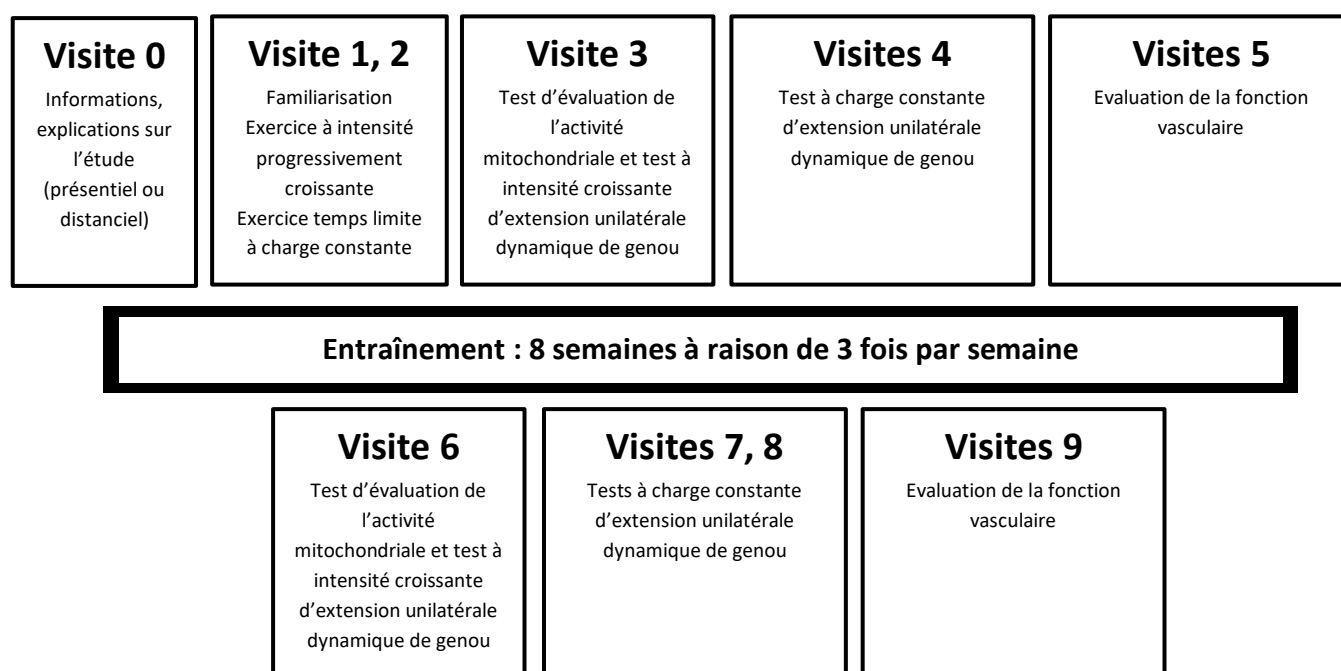 Visite 0
Informations,
explications sur
l’étude
(présentiel ou
distanciel)
Visite 1, 2
Familiarisation
Exercice à intensité
progressivement
croissante
Exercice temps limite
à charge constante
Visite 3
Test d’évaluation de
l’activité
mitochondriale et test à
intensité croissante
d’extension unilatérale
dynamique de genou
Visites 4
Test à charge constante
d’extension unilatérale
dynamique de genou
Visites 5
Evaluation de la fonction
vasculaire
Entraînement : 8 semaines à raison de 3 fois par semaine
Visite 6
Test d’évaluation de
l’activité
mitochondriale et test à
intensité croissante
d’extension unilatérale
dynamique de genou
Visites 7, 8
Tests à charge constante
d’extension unilatérale
dynamique de genou
Visites 9
Evaluation de la fonction
vasculaire